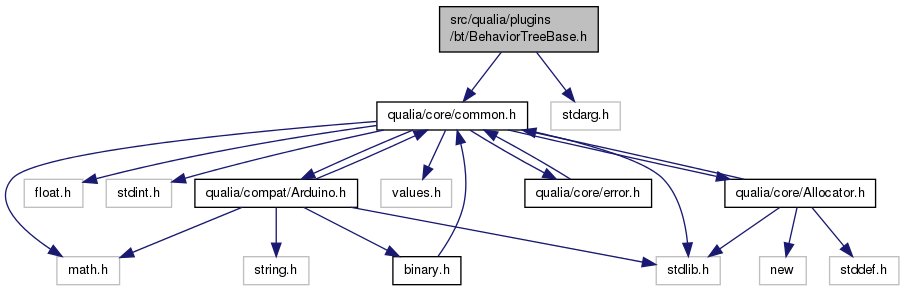 src/qualia/plugins
/bt/BehaviorTreeBase.h
qualia/core/common.h
stdarg.h
float.h
stdint.h
qualia/compat/Arduino.h
values.h
qualia/core/error.h
qualia/core/Allocator.h
math.h
string.h
binary.h
stdlib.h
new
stddef.h